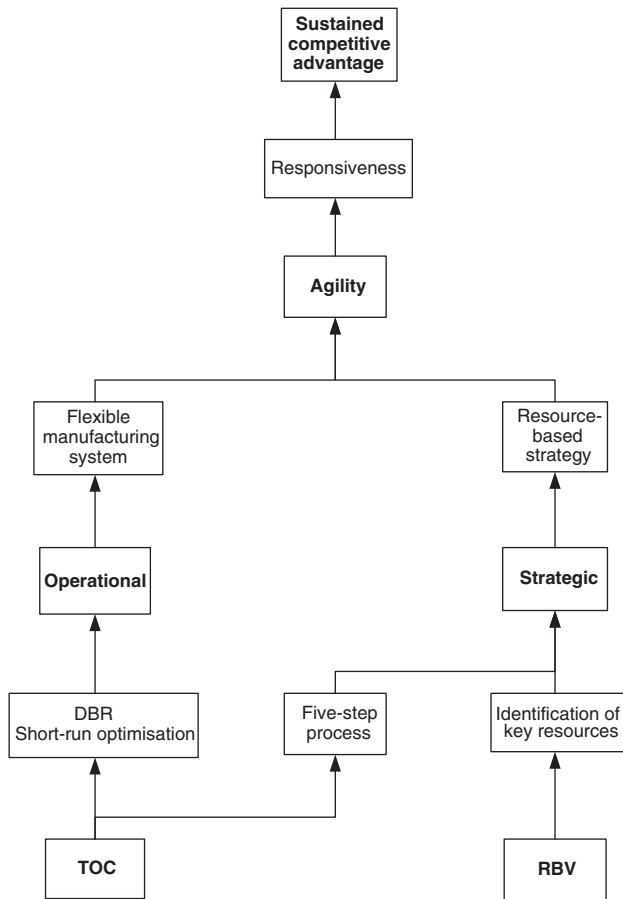 Sustained
competitive
advantage
Responsiveness
Agility
Flexible
manufacturing
system
Resource-
based
strategy
Operational
Strategic
DBR
Short-run optimisation
Five-step
process
Identification of
key resources
TOC
RBV